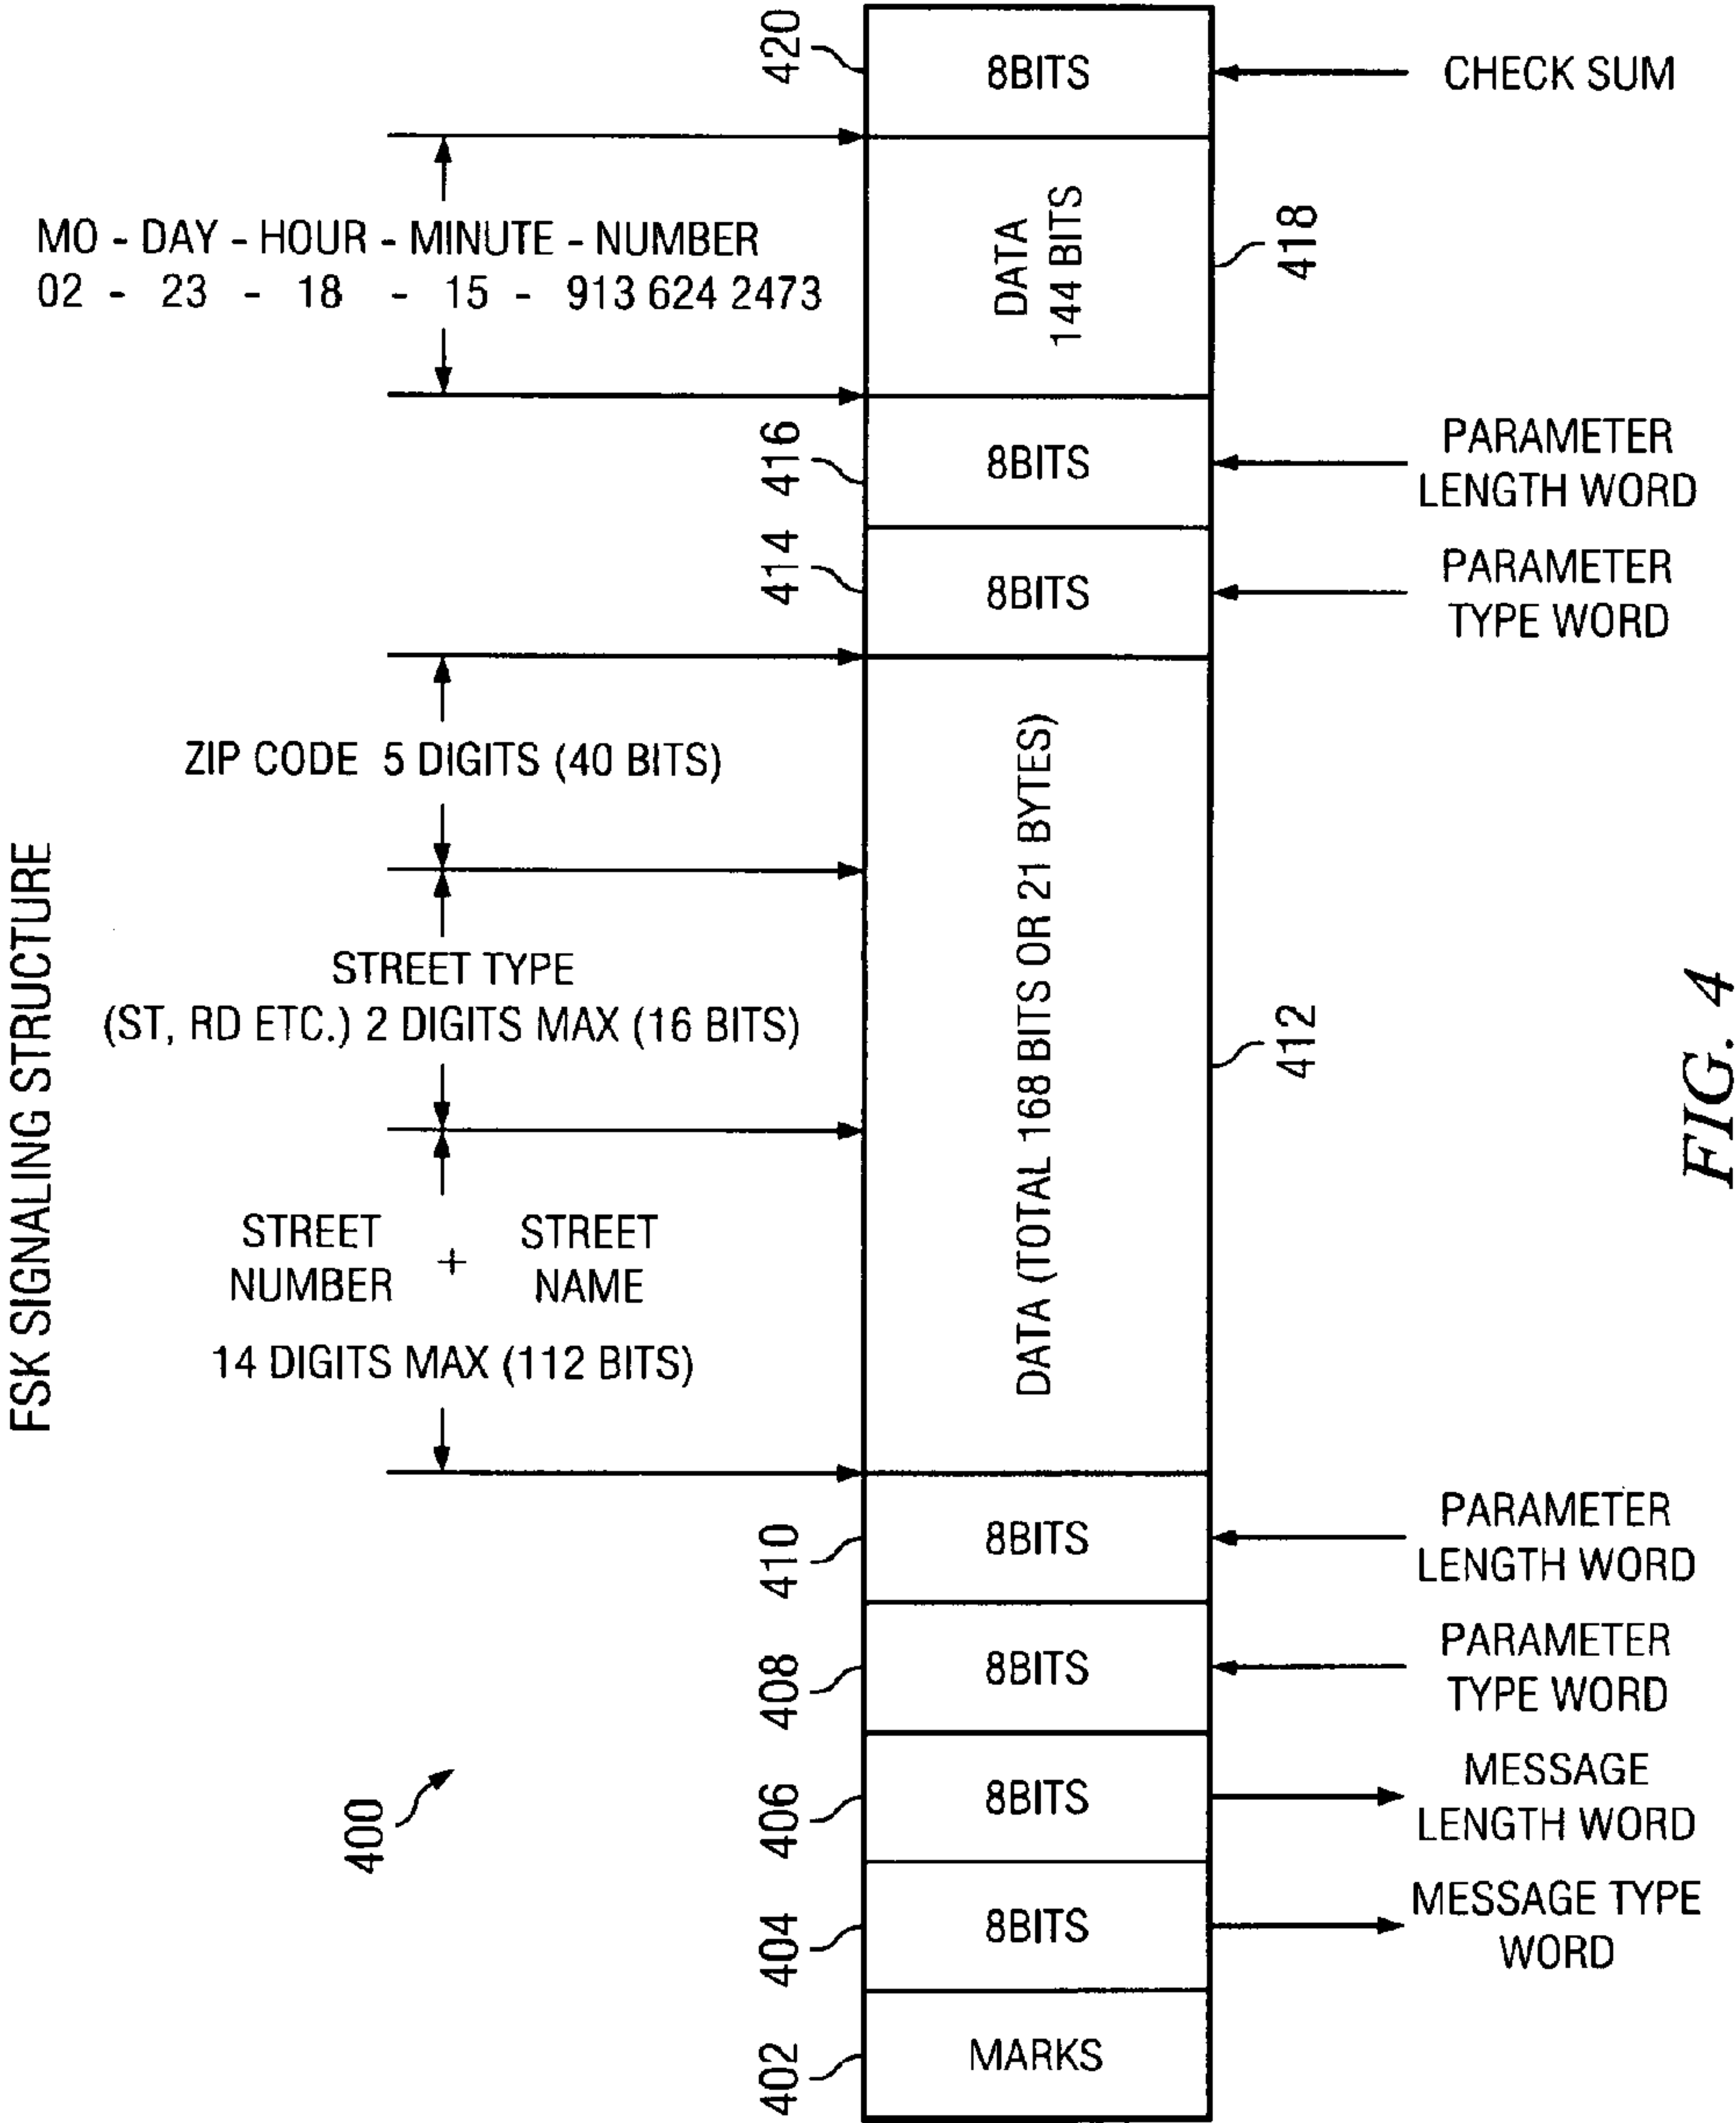 FSK SIGNALING STRUCTURE
400
STREET
NUMBER
+
STREET
NAME
14 DIGITS MAX (112 BITS)
STREET TYPE
(ST, RD ETC.) 2 DIGITS MAX (16 BITS)
ZIP CODE 5 DIGITS (40 BITS)
MO - DAY - HOUR - MINUTE - NUMBER
02 - 23 - 18 - 15 - 913 624 2473
402
404
406
408
410
414
416
420
MARKS
8BITS
8BITS
8BITS
8BITS
DATA (TOTAL 168 BITS OR 21 BYTES)
8BITS
8BITS
DATA
144 BITS
8BITS
412
418
MESSAGE TYPE
WORD
MESSAGE
LENGTH WORD
PARAMETER
TYPE WORD
PARAMETER
LENGTH WORD
PARAMETER
TYPE WORD
PARAMETER
LENGTH WORD
CHECK SUM
FIG. 4